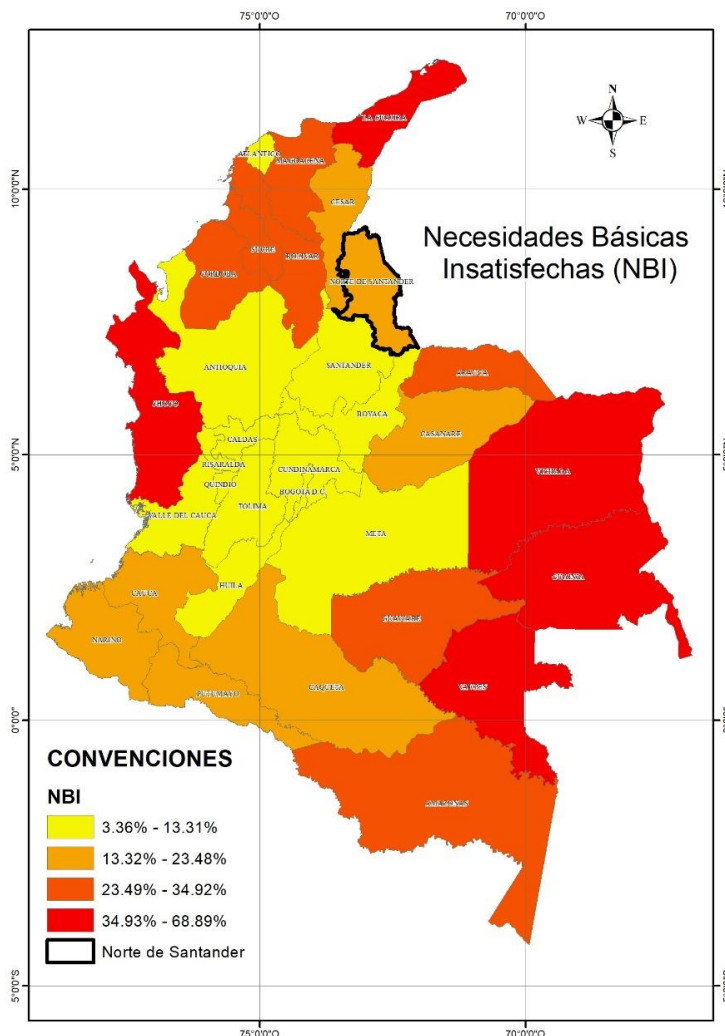 75°0'0"O 70°0'0"O
N
W E
S
LA GUAJIRA
ATLANTICO
MAGDALENA
10°0'0"N
CESAR
Necesidades Básicas
Insatisfechas (NBI)
SUCRE
BOLIVAR
CORDOBA
NORTE DE SANTANDER
ANTIOQUIA
SANTANDER
ARAUCA
CHOCO
BOYACA
CASANARE
CALDAS
5°0'0"N
RISARALDA
CUNDINAMARCA
VICHADA
QUINDIO
BOGOTA D.C.
VALLE DEL CAUCA
TOLIMA
META
GUAINIA
HUILA
CAUCA
GUAVIARE
NARIÑO
CAQUETA
VAUPES
PUTUMAYO
0°0'0"
CONVENCIONES
NBI
3.36% - 13.31%
13.32% - 23.48%
23.49% - 34.92%
34.93% - 68.89%
Norte de Santander
AMAZONAS
5°0'0"S
75°0'0"O 70°0'0"O